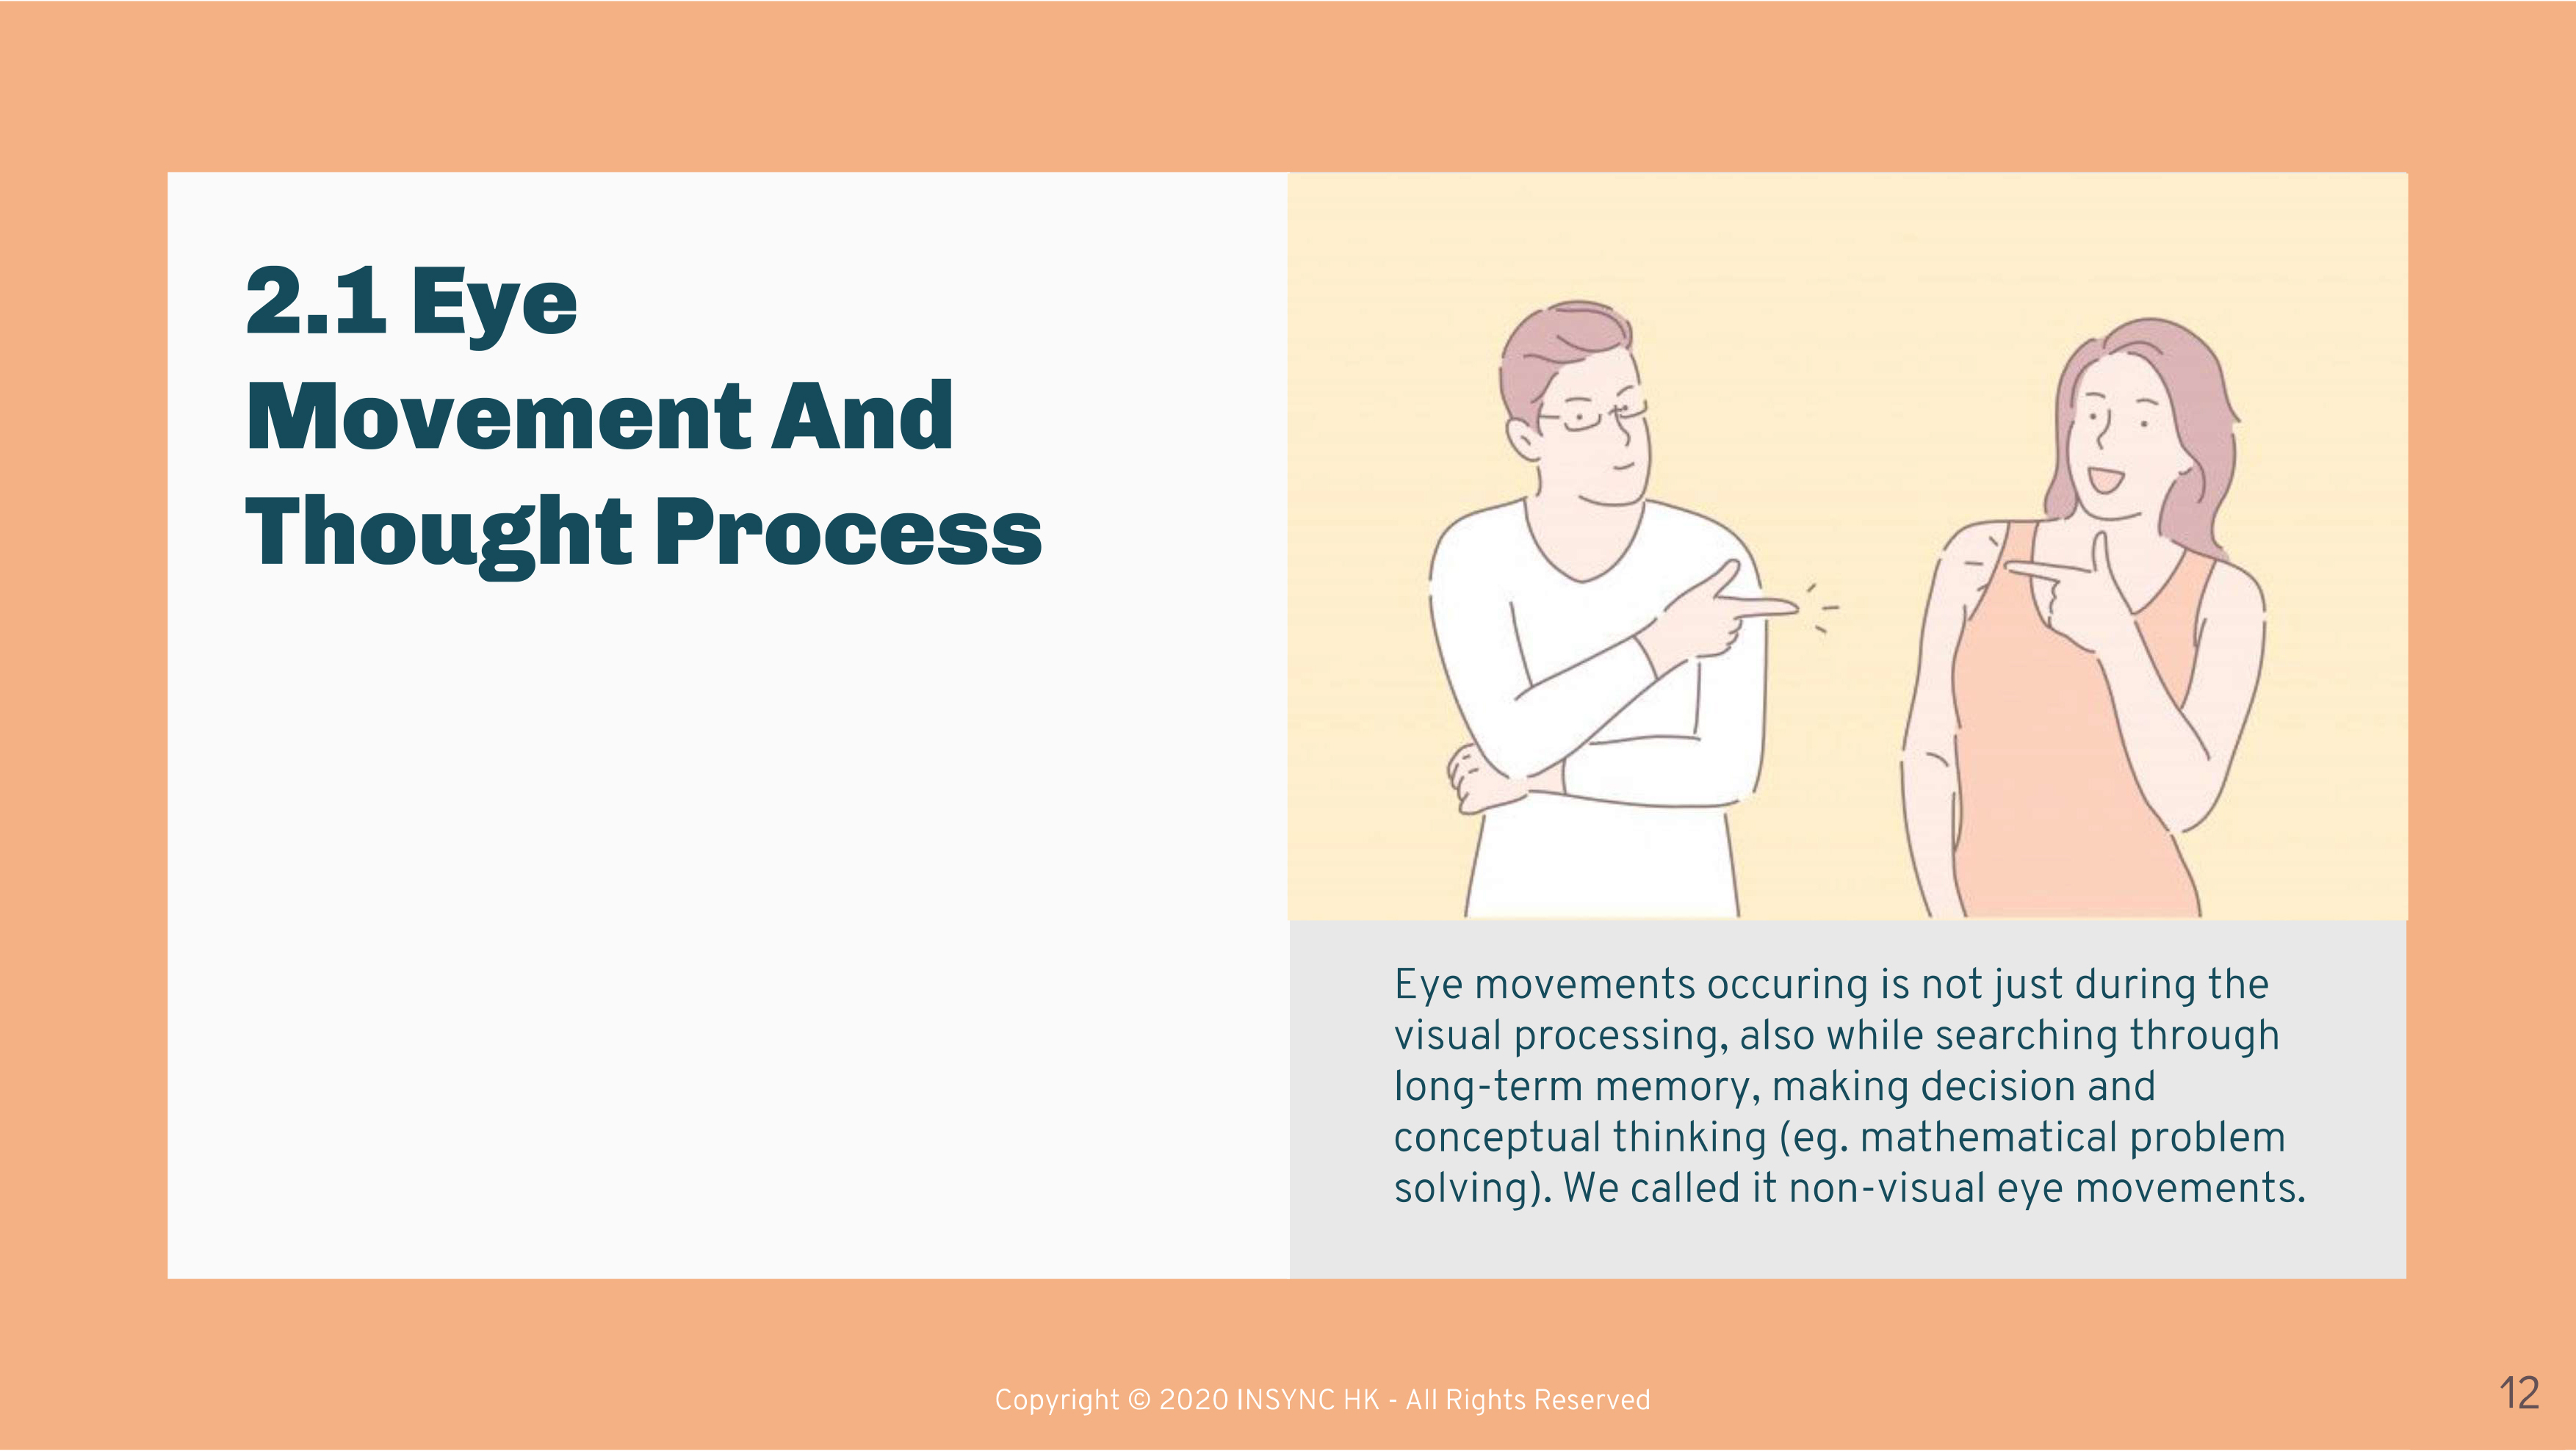 2.1 Eye
Movement And
Thought Process
Eye movements occuring is not just during the
visual processing, also while searching through
long-term memory, making decision and
conceptual thinking (eg. mathematical problem
solving). We called it non-visual eye movements.
Copyright © 2020 INSYNC HK - All Rights Reserved
12